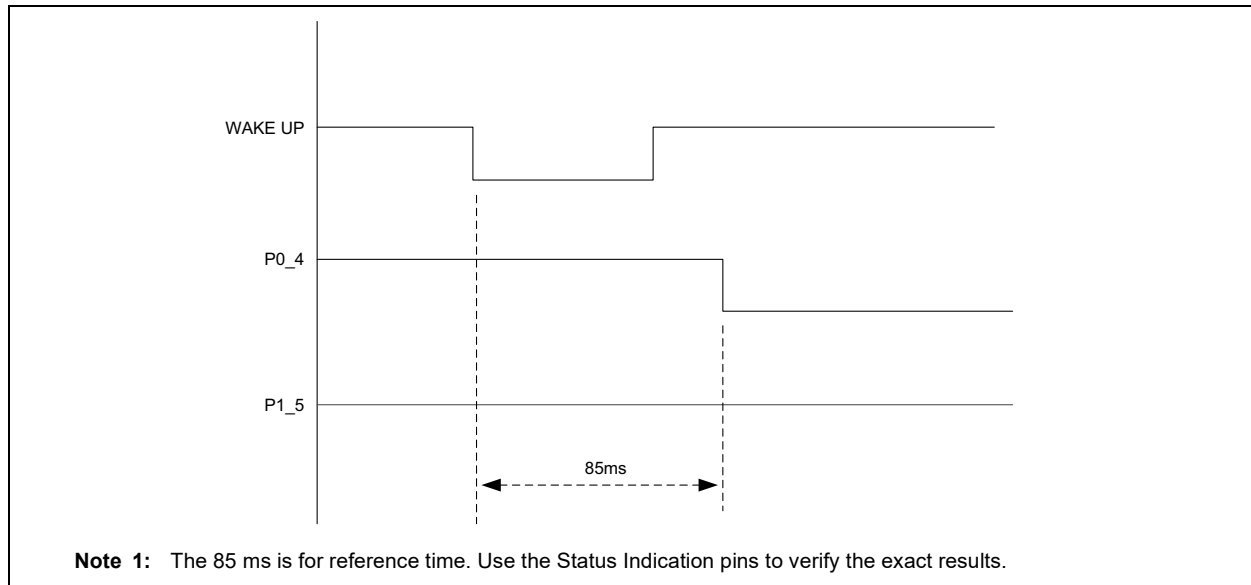 WAKE UP
P0_4
P1_5
85ms
Note 1: The 85 ms is for reference time. Use the Status Indication pins to verify the exact results.